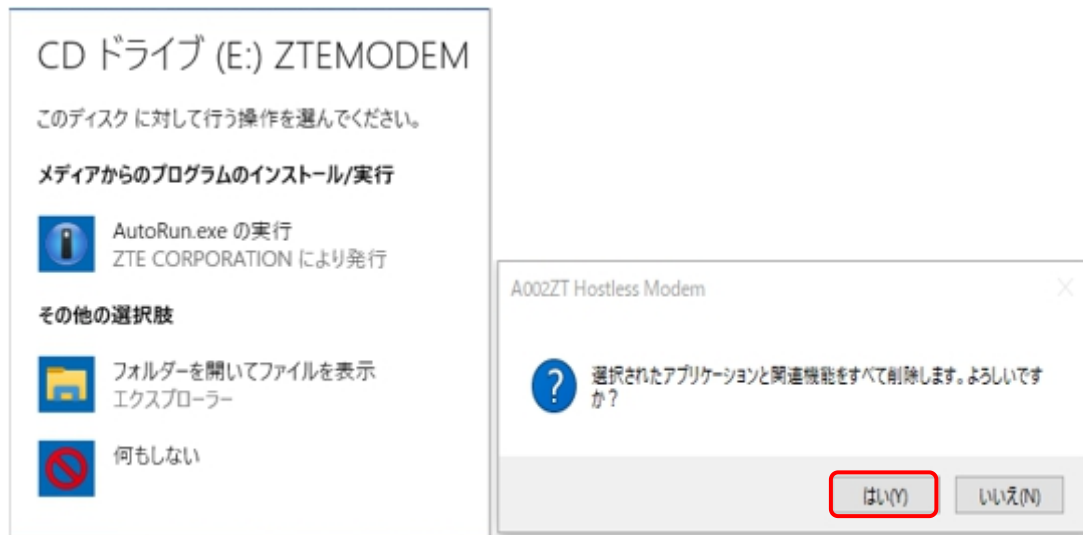 CD ドライブ (E:) ZTEMODEM
このディスク に対して行う操作を選んでください。
メディアからのプログラムのインストール/実行
AutoRun.exe の実行
ZTE CORPORATION により発行
その他の選択肢
フォルダーを開いてファイルを表示
エクスプローラー
何もしない
A002ZT Hostless Modem
選択されたアプリケーションと関連機能をすべて削除します。よろしいです
か？
はい(Y)
いいえ(N)